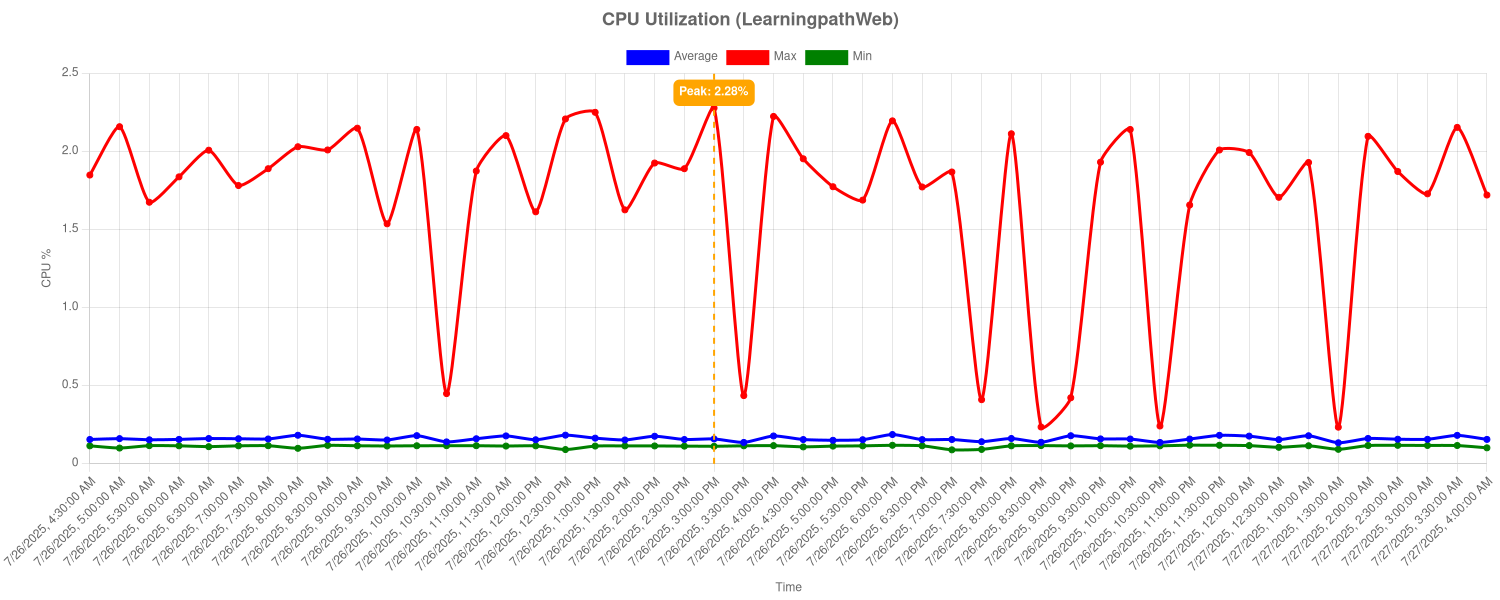 CPU Utilization (LearningpathWeb)
Average Max Min
Peak: 2.28%
2.5
2.0
1.5
1.0
0.5
0
CPU %
7/26/2025, 4:30:00 AM
7/26/2025, 5:00:00 AM
7/26/2025, 5:30:00 AM
7/26/2025, 6:00:00 AM
7/26/2025, 6:30:00 AM
7/26/2025, 7:00:00 AM
7/26/2025, 7:30:00 AM
7/26/2025, 8:00:00 AM
7/26/2025, 8:30:00 AM
7/26/2025, 9:00:00 AM
7/26/2025, 9:30:00 AM
7/26/2025, 10:00:00 AM
7/26/2025, 10:30:00 AM
7/26/2025, 11:00:00 AM
7/26/2025, 11:30:00 AM
7/26/2025, 12:00:00 PM
7/26/2025, 12:30:00 PM
7/26/2025, 1:00:00 PM
7/26/2025, 1:30:00 PM
7/26/2025, 2:00:00 PM
7/26/2025, 2:30:00 PM
7/26/2025, 3:00:00 PM
7/26/2025, 3:30:00 PM
7/26/2025, 4:00:00 PM
7/26/2025, 4:30:00 PM
7/26/2025, 5:00:00 PM
7/26/2025, 5:30:00 PM
7/26/2025, 6:00:00 PM
7/26/2025, 6:30:00 PM
7/26/2025, 7:00:00 PM
7/26/2025, 7:30:00 PM
7/26/2025, 8:00:00 PM
7/26/2025, 8:30:00 PM
7/26/2025, 9:00:00 PM
7/26/2025, 9:30:00 PM
7/26/2025, 10:00:00 PM
7/26/2025, 10:30:00 PM
7/26/2025, 11:00:00 PM
7/26/2025, 11:30:00 PM
7/27/2025, 12:00:00 AM
7/27/2025, 12:30:00 AM
7/27/2025, 1:00:00 AM
7/27/2025, 1:30:00 AM
7/27/2025, 2:00:00 AM
7/27/2025, 2:30:00 AM
7/27/2025, 3:00:00 AM
7/27/2025, 3:30:00 AM
7/27/2025, 4:00:00 AM
Time